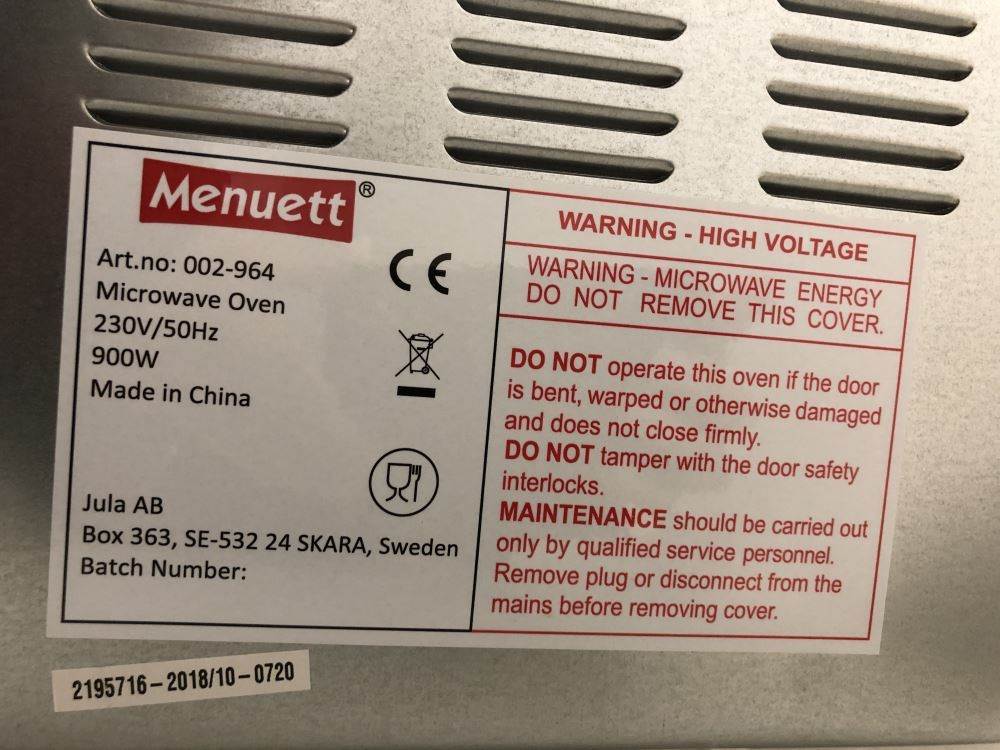 Menuett®
Art.no: 002-964
Microwave Oven
230V/50Hz
900W
Made in China
CE
Jula AB
Box 363, SE-532 24 SKARA, Sweden
Batch Number:
WARNING - HIGH VOLTAGE
WARNING - MICROWAVE ENERGY
DO NOT REMOVE THIS COVER.
DO NOT operate this oven if the door
is bent, warped or otherwise damaged
and does not close firmly.
DO NOT tamper with the door safety
interlocks.
MAINTENANCE should be carried out
only by qualified service personnel.
Remove plug or disconnect from the
mains before removing cover.
2195716 – 2018/10 – 0720